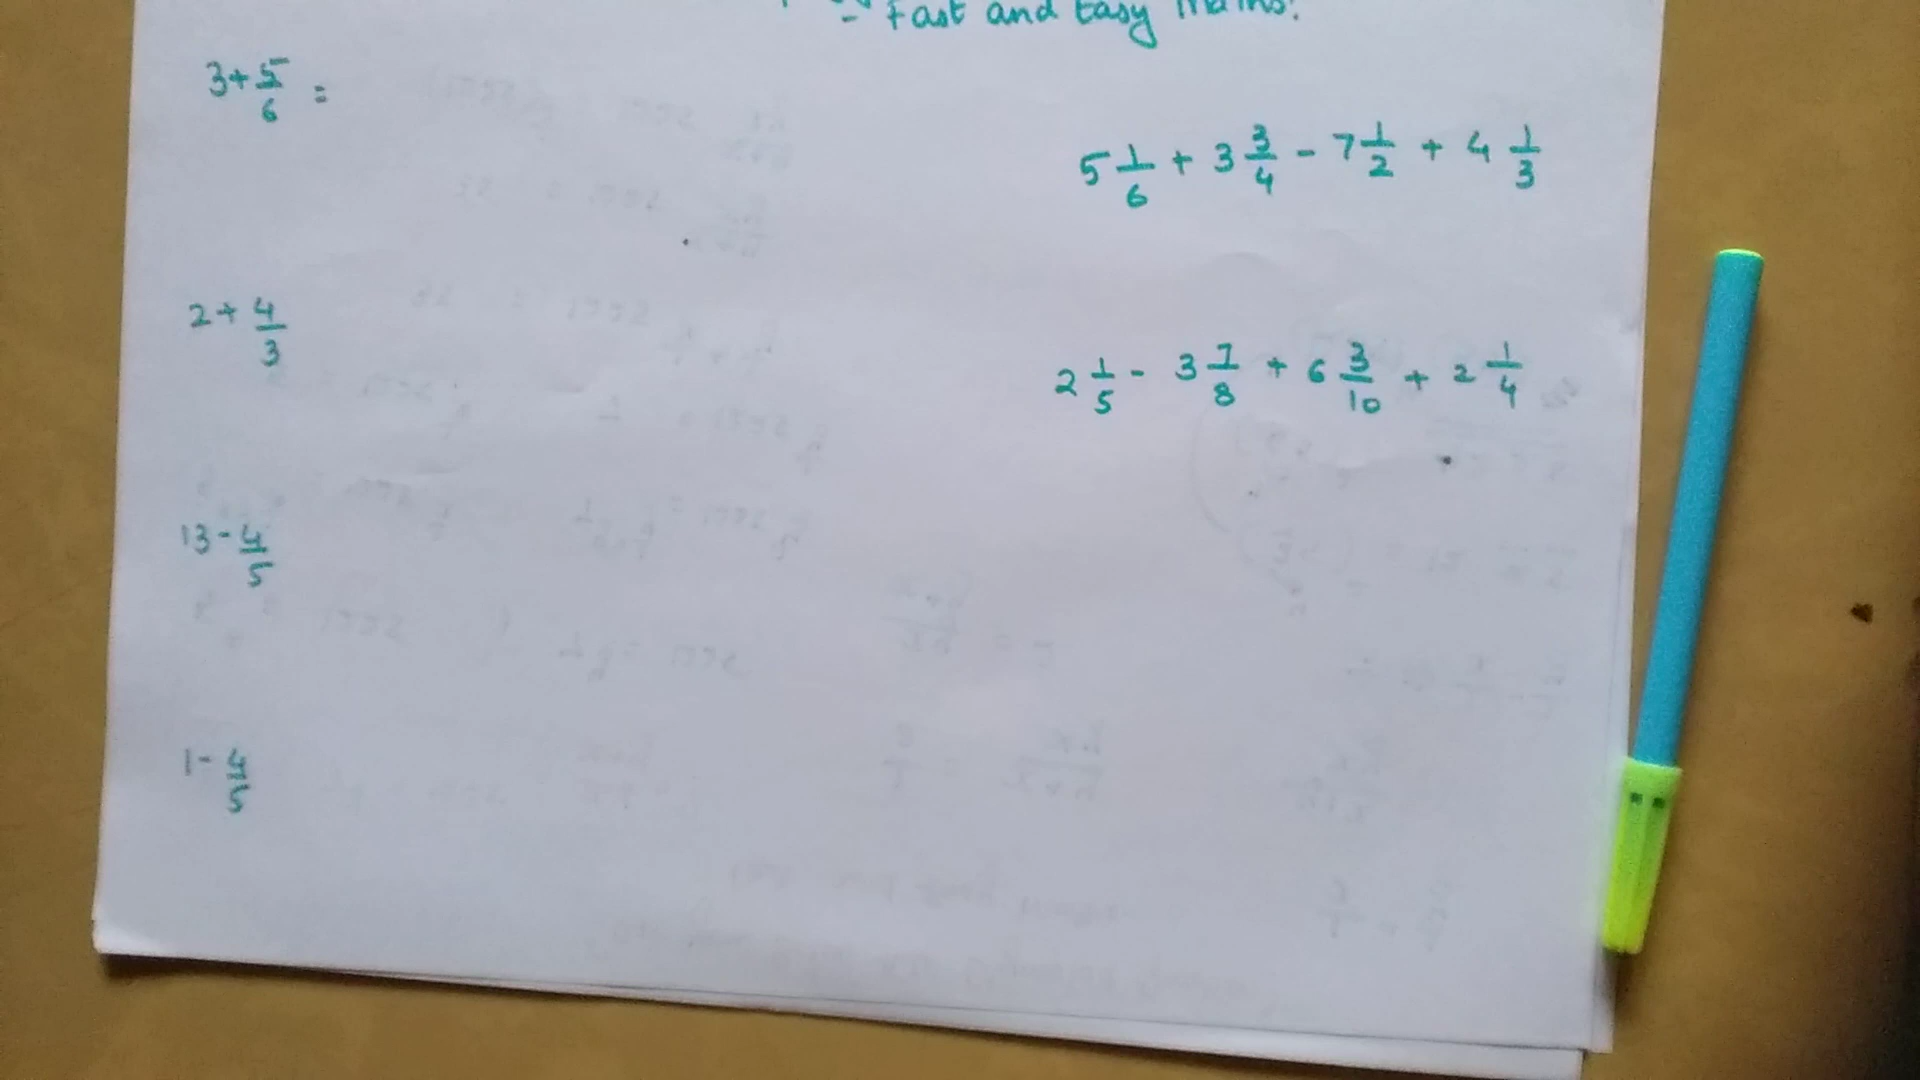 Fast and Easy Maths!
3+5/6 =
5 1/6 + 3 3/4 - 7 1/2 + 4 1/3
2+ 4/3
2 1/5 - 3 7/8 + 6 3/10 + 2 1/4
13-4/5
1-4/5